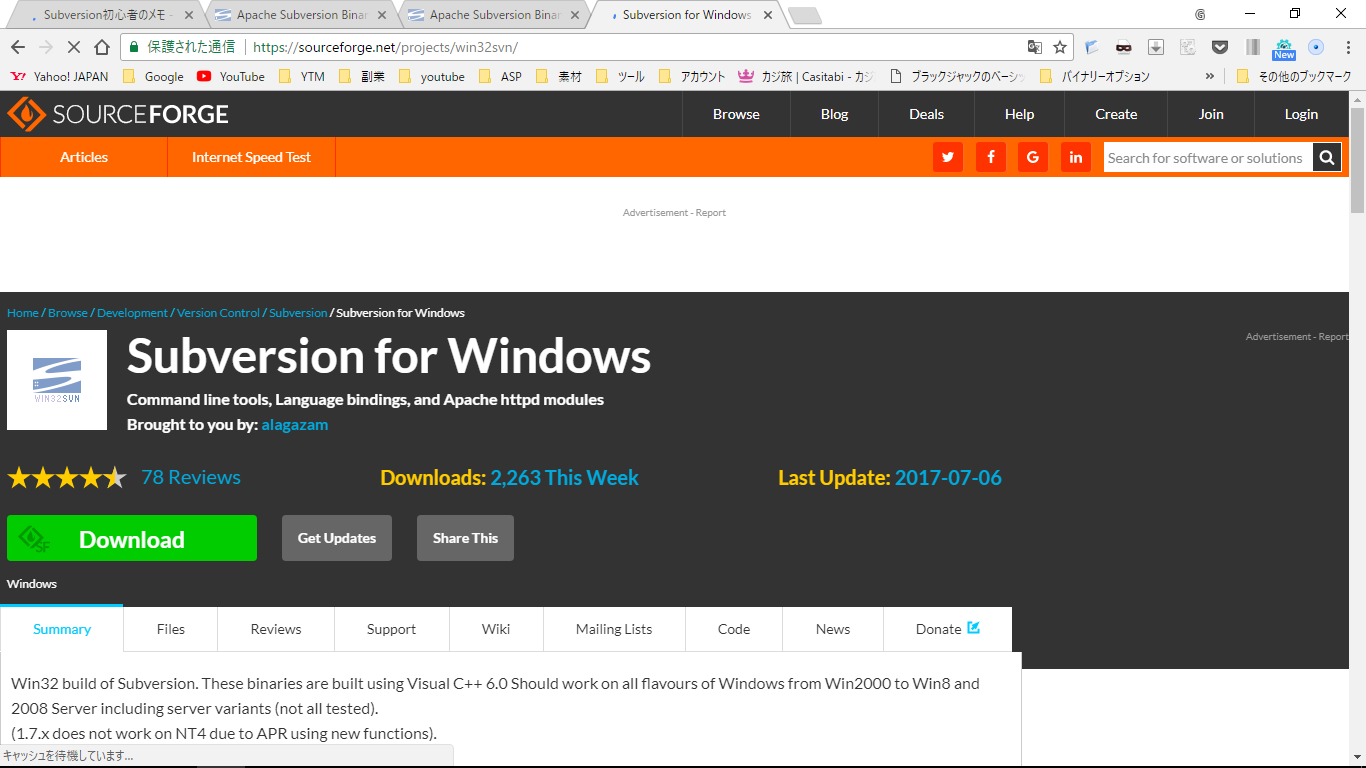 Subversion初心者のメモ -
Apache Subversion Binar
Apache Subversion Binar
Subversion for Windows
保護された通信 https://sourceforge.net/projects/win32svn/
New
Yahoo! JAPAN Google YouTube YTM 副業 youtube ASP 素材 ツール アカウント カジ旅 | Casitabi - カジ ブラックジャックのベーシッ バイナリーオプション » その他のブックマーク
SOURCEFORGE
Browse Blog Deals Help Create Join Login
Articles Internet Speed Test
Search for software or solutions
Advertisement - Report
Home / Browse / Development / Version Control / Subversion / Subversion for Windows
Advertisement - Report
WIN32SVN
Subversion for Windows
Command line tools, Language bindings, and Apache httpd modules
Brought to you by: alagazam
78 Reviews
Downloads: 2,263 This Week
Last Update: 2017-07-06
SF
Download
Get Updates
Share This
Windows
Summary Files Reviews Support Wiki Mailing Lists Code News Donate
Win32 build of Subversion. These binaries are built using Visual C++ 6.0 Should work on all flavours of Windows from Win2000 to Win8 and
2008 Server including server variants (not all tested).
(1.7.x does not work on NT4 due to APR using new functions).
キャッシュを待機しています...